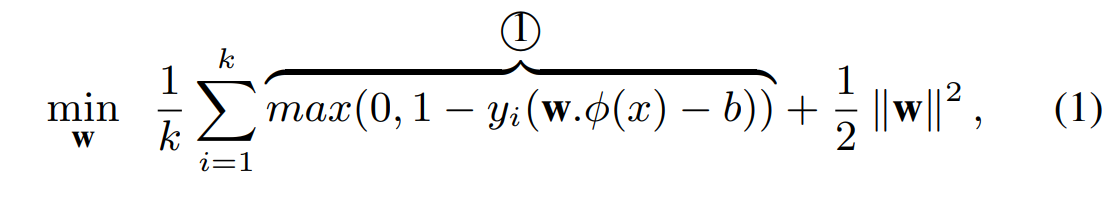 ①
min_w 1/k ∑_{i=1}^{k} max(0, 1 − y_i(w.ϕ(x) − b)) + 1/2 ‖w‖², (1)